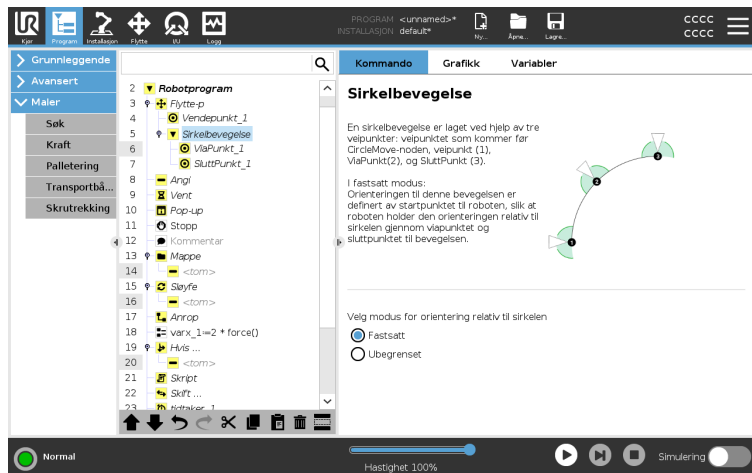 UR
PROGRAM <unnamed>*
INSTALLASJON default*
Kjør Program Installasjon Flytte I/U Logg
Ny... Åpne... Lagre...
cccc
cccc
Grunnleggende
Avansert
Maler
Søk
Kraft
Palletering
Transportbå...
Skrutrekking
2 Robotprogram
3 Flytte-p
4 Vendepunkt_1
5 Sirkelbevegelse
6 ViaPunkt_1
7 SluttPunkt_1
8 Angi
9 Vent
10 Pop-up
11 Stopp
12 Kommentar
13 Mappe
14 <tom>
15 Sløyfe
16 <tom>
17 Anrop
18 varx_1≔2 * force()
19 Hvis ...
20 <tom>
21 Skript
22 Skift ...
23 tidtaker_1
Kommando Grafikk Variabler
Sirkelbevegelse
En sirkelbevegelse er laget ved hjelp av tre
veipunkter: veipunktet som kommer før
CircleMove-noden, veipunkt (1),
ViaPunkt(2), og SluttPunkt (3).
I fastsatt modus:
Orienteringen til denne bevegelsen er
definert av startpunktet til roboten, slik at
roboten holder den orienteringen relativ til
sirkelen gjennom viapunktet og
sluttpunktet til bevegelsen.
1
2
3
Velg modus for orientering relativ til sirkelen
Fastsatt
Ubegrenset
Normal
Hastighet 100%
Simulering